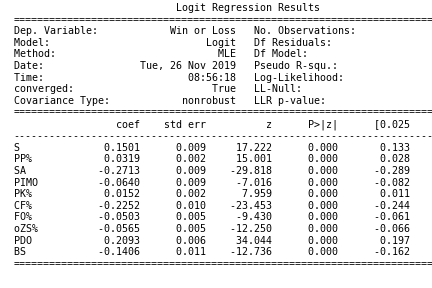 Logit Regression Results
==============================================================================
Dep. Variable: Win or Loss No. Observations:
Model: Logit Df Residuals:
Method: MLE Df Model:
Date: Tue, 26 Nov 2019 Pseudo R-squ.:
Time: 08:56:18 Log-Likelihood:
converged: True LL-Null:
Covariance Type: nonrobust LLR p-value:
==============================================================================
coef std err z P>|z| [0.025
------------------------------------------------------------------------------
S 0.1501 0.009 17.222 0.000 0.133
PP% 0.0319 0.002 15.001 0.000 0.028
SA -0.2713 0.009 -29.818 0.000 -0.289
PIMO -0.0640 0.009 -7.016 0.000 -0.082
PK% 0.0152 0.002 7.959 0.000 0.011
CF% -0.2252 0.010 -23.453 0.000 -0.244
FO% -0.0503 0.005 -9.430 0.000 -0.061
oZS% -0.0565 0.005 -12.250 0.000 -0.066
PDO 0.2093 0.006 34.044 0.000 0.197
BS -0.1406 0.011 -12.736 0.000 -0.162
==============================================================================